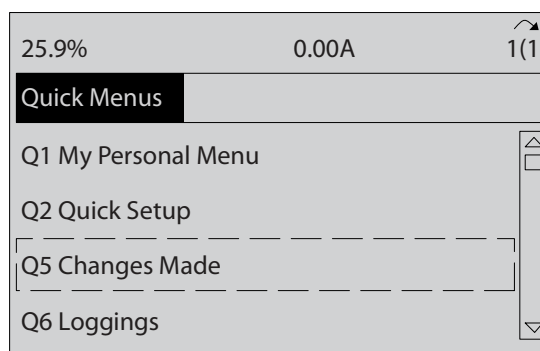 25.9% 0.00A 1(1
Quick Menus
Q1 My Personal Menu
Q2 Quick Setup
Q5 Changes Made
Q6 Loggings